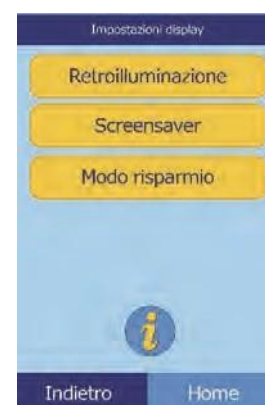 Impostazioni display
Retroilluminazione
Screensaver
Modo risparmio
i
Indietro Home